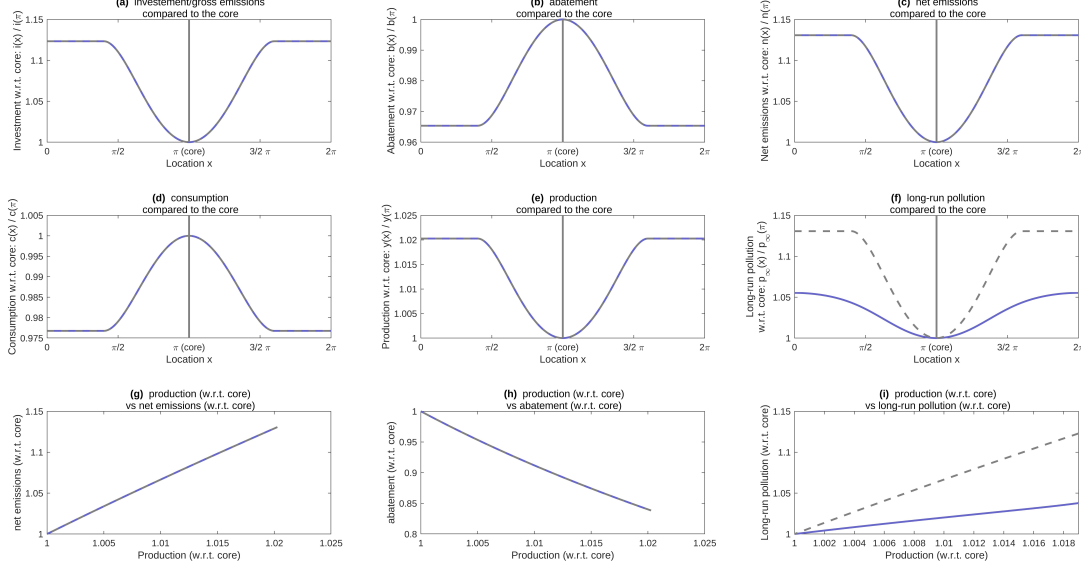 (a) investement/gross emissions
compared to the core
Investment w.r.t. core: i(x) / i(π)
1.15
1.1
1.05
1
0
π/2
π (core)
3/2 π
2π
Location x
(b) abatement
compared to the core
Abatement w.r.t. core: b(x) / b(π)
1
0.99
0.98
0.97
0.96
0
π/2
π (core)
3/2 π
2π
Location x
(c) net emissions
compared to the core
Net emissions w.r.t. core: n(x) / n(π)
1.15
1.1
1.05
1
0
π/2
π (core)
3/2 π
2π
Location x
(d) consumption
compared to the core
Consumption w.r.t. core: c(x) / c(π)
1.005
1
0.995
0.99
0.985
0.98
0.975
0
π/2
π (core)
3/2 π
2π
Location x
(e) production
compared to the core
Production w.r.t. core: y(x) / y(π)
1.025
1.02
1.015
1.01
1.005
1
0
π/2
π (core)
3/2 π
2π
Location x
(f) long-run pollution
compared to the core
Long-run pollution
w.r.t. core: p∞(x) / p∞(π)
1.15
1.1
1.05
1
0
π/2
π (core)
3/2 π
2π
Location x
(g) production (w.r.t. core)
vs net emissions (w.r.t. core)
net emissions (w.r.t. core)
1.15
1.1
1.05
1
1
1.005
1.01
1.015
1.02
1.025
Production (w.r.t. core)
(h) production (w.r.t. core)
vs abatement (w.r.t. core)
abatement (w.r.t. core)
1
0.95
0.9
0.85
0.8
1
1.005
1.01
1.015
1.02
1.025
Production (w.r.t. core)
(i) production (w.r.t. core)
vs long-run pollution (w.r.t. core)
Long-run pollution (w.r.t. core)
1.15
1.1
1.05
1
1
1.002
1.004
1.006
1.008
1.01
1.012
1.014
1.016
1.018
Production (w.r.t. core)